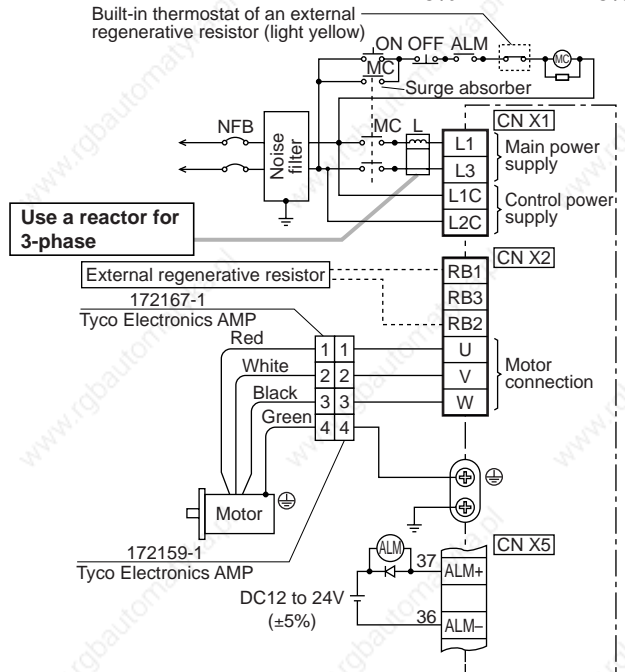 Built-in thermostat of an external
regenerative resistor (light yellow)
ON OFF ALM
MC
MC
Surge absorber
NFB
Noise
filter
MC
L
CN X1
L1
L3
L1C
L2C
Main power
supply
Control power
supply
Use a reactor for
3-phase
CN X2
External regenerative resistor
RB1
RB3
RB2
U
V
W
Motor
connection
172167-1
Tyco Electronics AMP
Red
White
Black
Green
1 1
2 2
3 3
4 4
Motor
172159-1
Tyco Electronics AMP
ALM
DC12 to 24V
(±5%)
37
36
CN X5
ALM+
ALM–
www.rgbautomatyka.pl